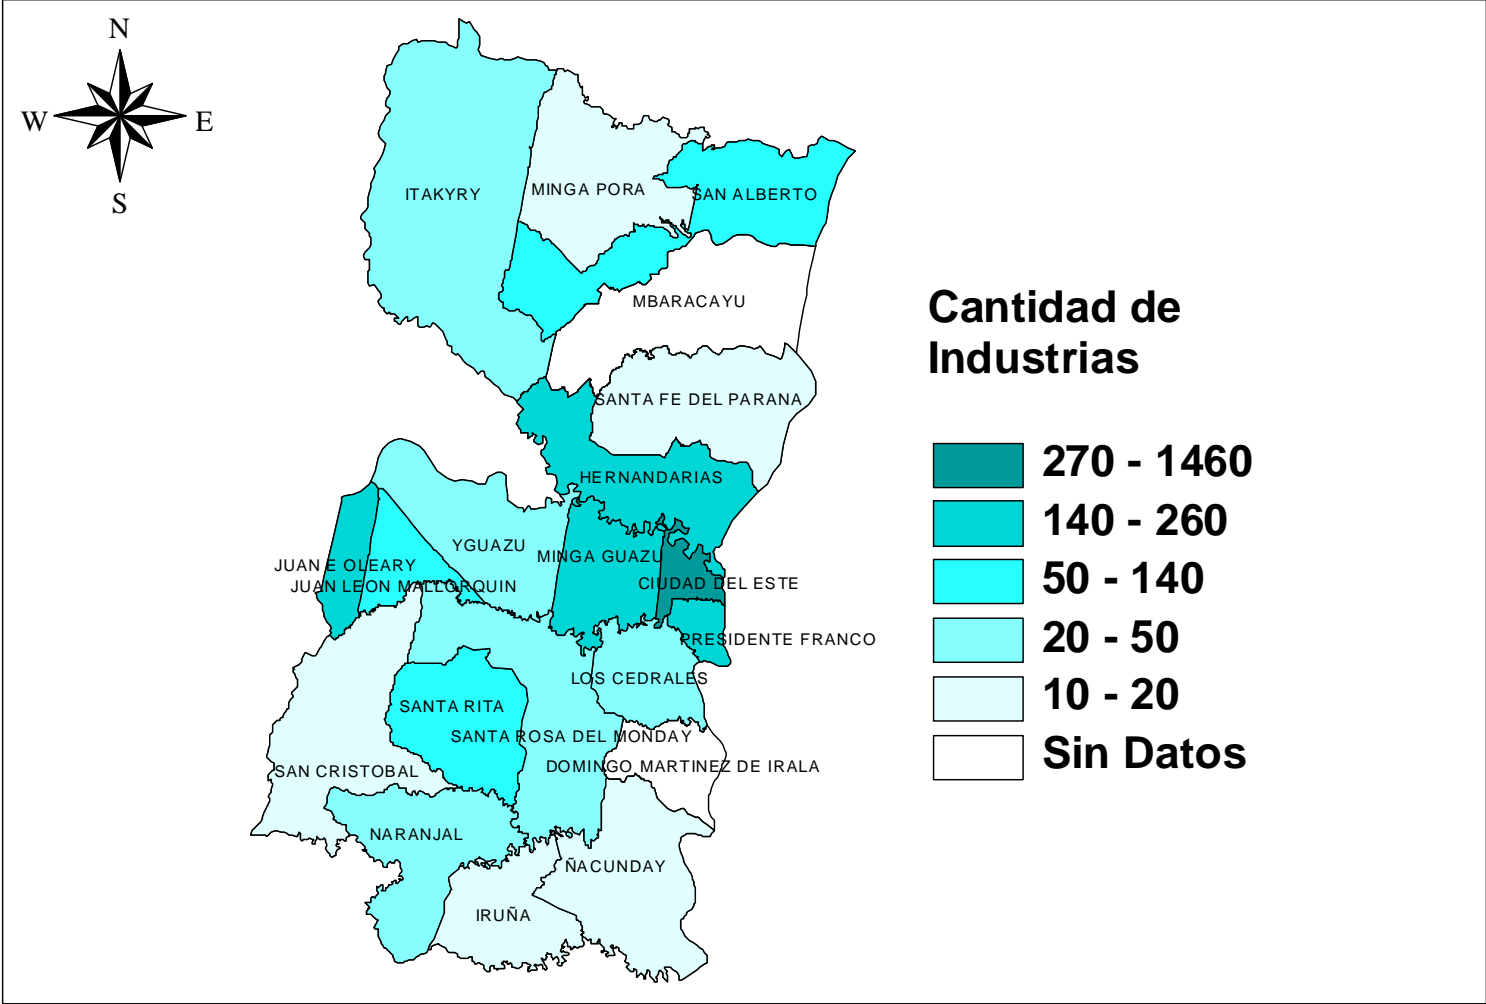 N
W
E
S
ITAKYRY
MINGA PORA
SAN ALBERTO
MBARACAYU
SANTA FE DEL PARANA
HERNANDARIAS
YGUAZU
MINGA GUAZU
JUAN E OLEARY
JUAN LEON MALLORQUIN
CIUDAD DEL ESTE
PRESIDENTE FRANCO
LOS CEDRALES
SANTA RITA
SANTA ROSA DEL MONDAY
DOMINGO MARTINEZ DE IRALA
SAN CRISTOBAL
NARANJAL
ÑACUNDAY
IRUÑA
Cantidad de
Industrias
270 - 1460
140 - 260
50 - 140
20 - 50
10 - 20
Sin Datos